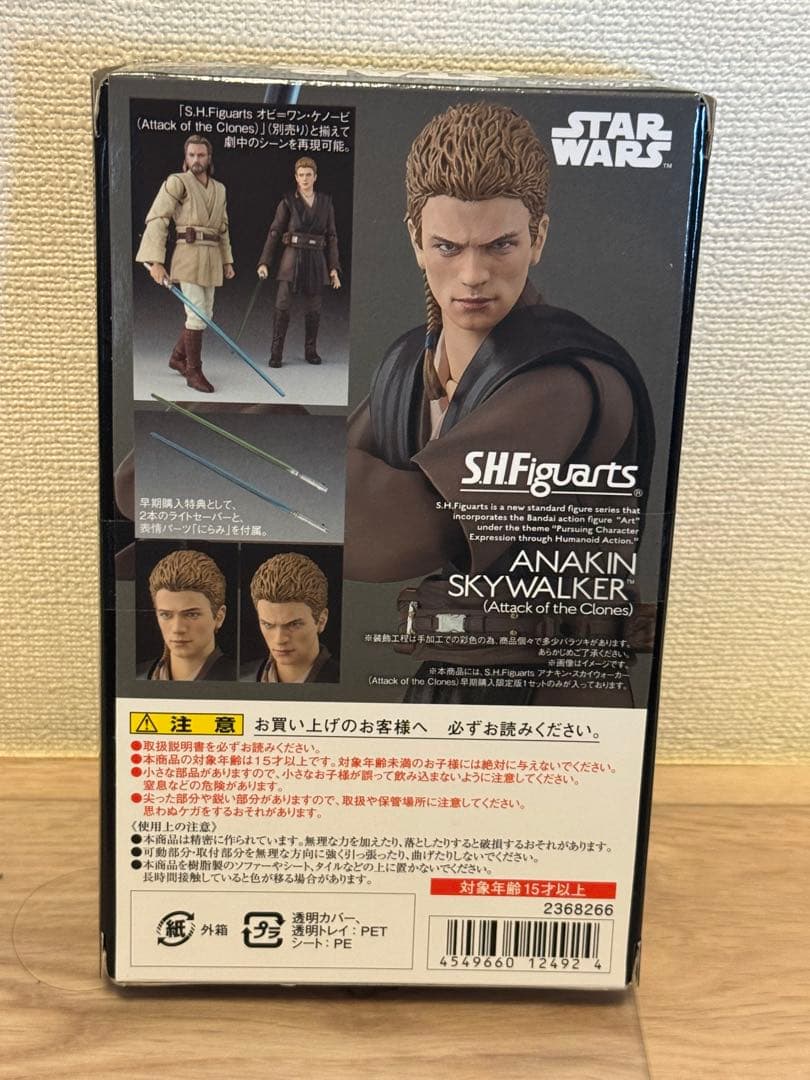 「S.H.Figuarts オビ=ワン・ケノービ
(Attack of the Clones)」(別売り)と揃えて
劇中のシーンを再現可能。
STAR
WARS™
早期購入特典として、
2本のライトセーバーと、
表情パーツ「にらみ」を付属。
S.H.Figuarts®
S.H.Figuarts is a new standard figure series that
incorporates the Bandai action figure "Art"
under the theme "Pursuing Character
Expression through Humanoid Action."
ANAKIN
SKYWALKER™
(Attack of the Clones)
※装飾工程は手加工での彩色の為、商品個々で多少バラツキがあります。
あらかじめご了承ください。
※画像はイメージです。
※本商品には、S.H.Figuarts アナキン・スカイウォーカー
(Attack of the Clones)早期購入限定版1セットのみが入っております。
注意 お買い上げのお客様へ 必ずお読みください。
●取扱説明書を必ずお読みください。
●本商品の対象年齢は15才以上です。対象年齢未満のお子様には絶対に与えないでください。
●小さな部品がありますので、小さなお子様が誤って飲み込まないように注意してください。
窒息などの危険があります。
●尖った部分や鋭い部分がありますので、取扱や保管場所に注意してください。
思わぬケガをするおそれがあります。
〈使用上の注意〉
●本商品は精密に作られています。無理な力を加えたり、落としたりすると破損するおそれがあります。
●可動部分・取付部分を無理な方向に強く引っ張ったり、曲げたりしないでください。
●本商品を樹脂製のソファーやシート、タイルなどの上に置かないでください。
長時間接触していると色が移る場合があります。
対象年齢15才以上
2368266
紙 外箱
プラ 透明カバー、
透明トレイ:PET
シート:PE
4549660 12492 4